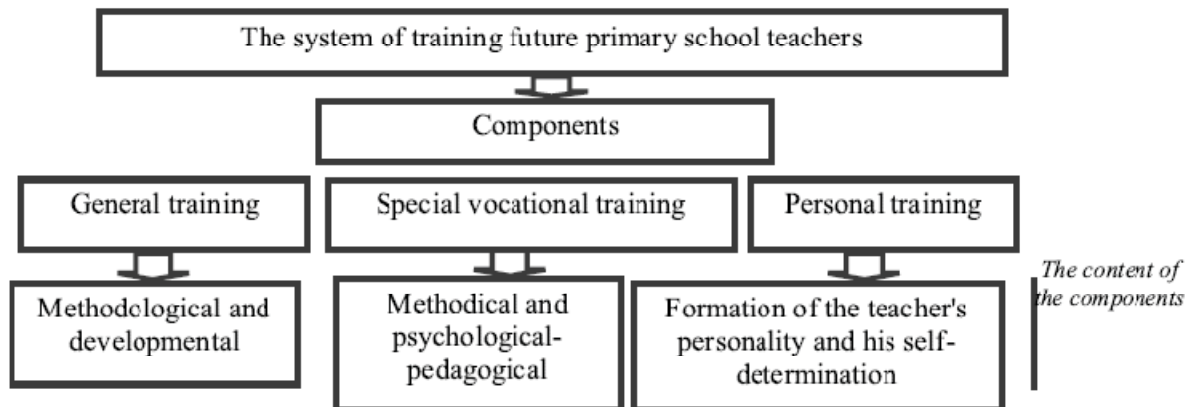 The system of training future primary school teachers
Components
General training
Special vocational training
Personal training
Methodological and
developmental
Methodical and
psychological-
pedagogical
Formation of the teacher's
personality and his self-
determination
The content of
the components